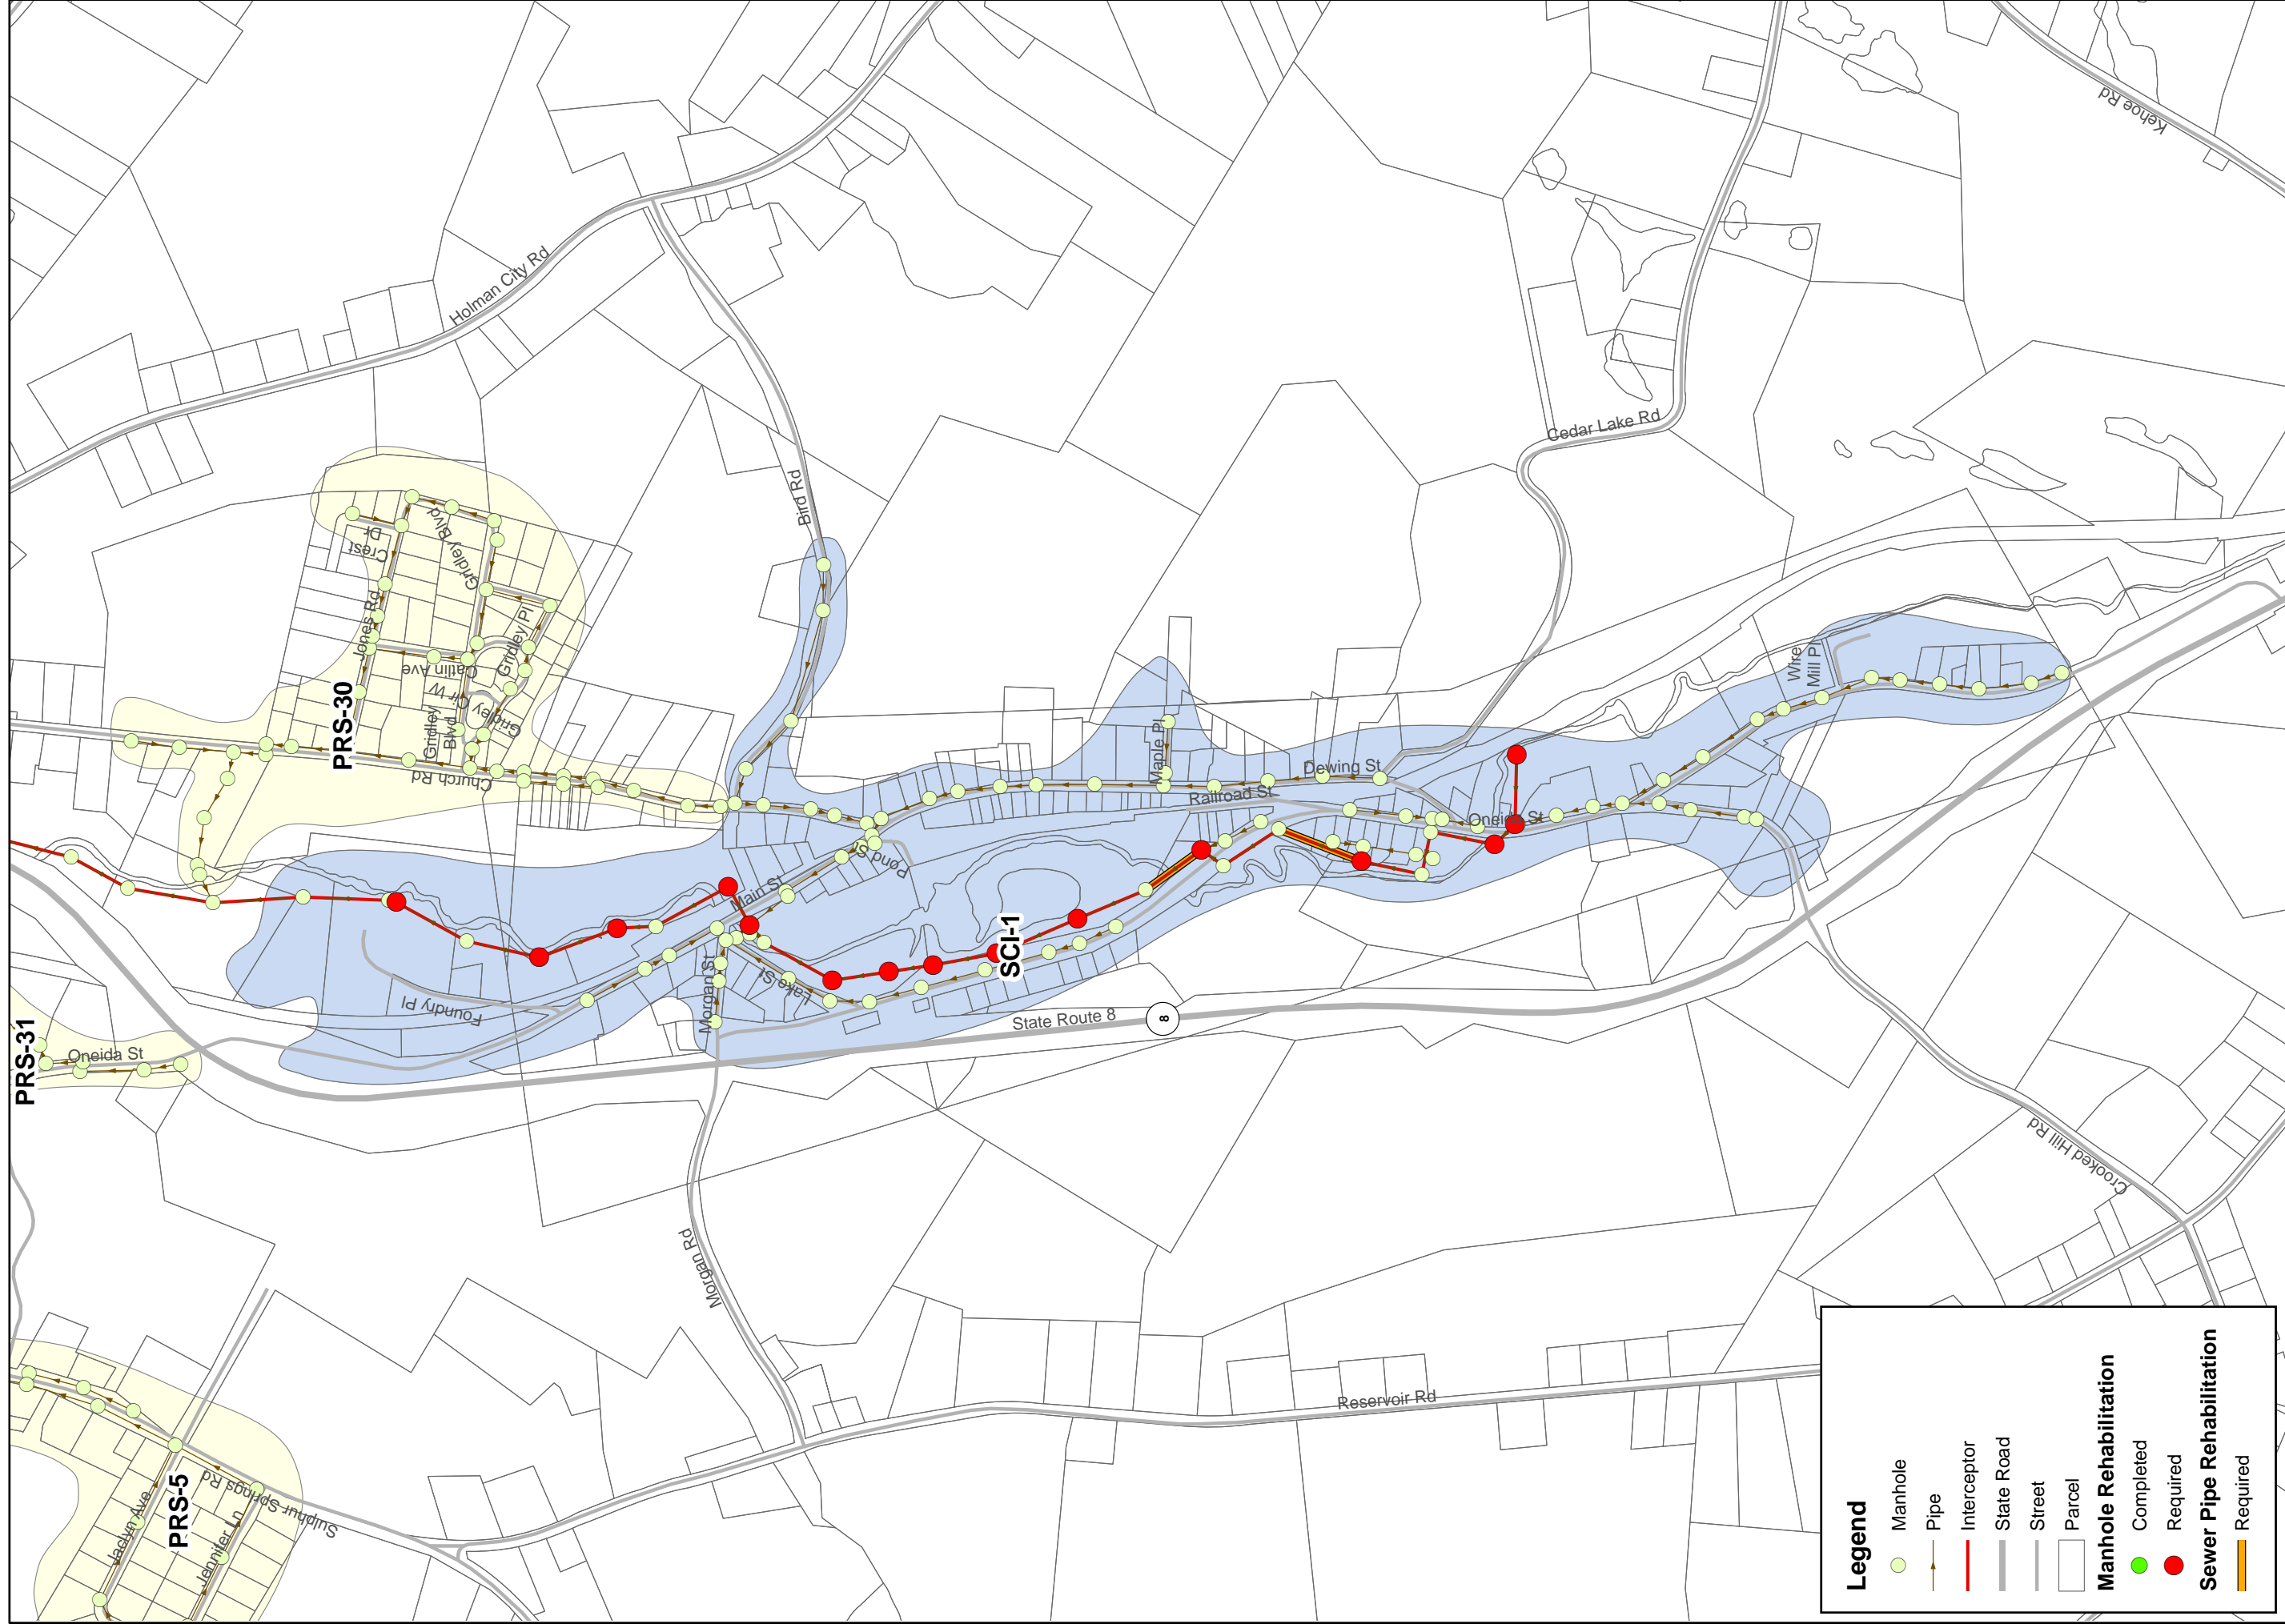 Holman City Rd
Kehoe Rd
Bird Rd
Cedar Lake Rd
Crest
Dr
Gridley Blvd
Jones Rd
Gridley Pl
Catlin Ave
Gridley Cir W
Gridley
Blvd
PRS-30
Church Rd
Maple Pl
Dewing St
Railroad St
Oneida St
Wire
Mill Pl
Pond St
Main St
SCI-1
Lake St
Morgan St
Foundry Pl
State Route 8
8
PRS-31
Oneida St
Crooked Hill Rd
Morgan Rd
Reservoir Rd
PRS-5
Jaclyn Ave
Jennifer Ln
Sulphur Springs Rd
Legend
Manhole
Pipe
Interceptor
State Road
Street
Parcel
Manhole Rehabilitation
Completed
Required
Sewer Pipe Rehabilitation
Required